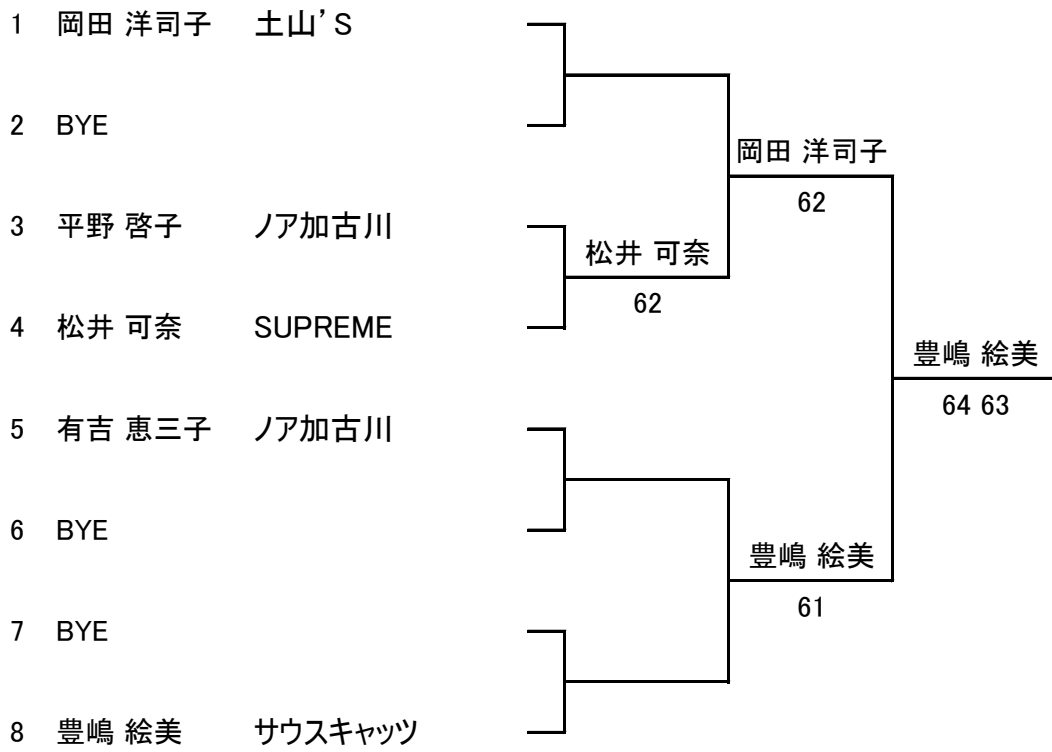 1 岡田 洋司子 土山’S
2 BYE
岡田 洋司子
62
3 平野 啓子 ノア加古川
松井 可奈
62
4 松井 可奈 SUPREME
豊嶋 絵美
64 63
5 有吉 恵三子 ノア加古川
6 BYE
豊嶋 絵美
61
7 BYE
8 豊嶋 絵美 サウスキャッツ